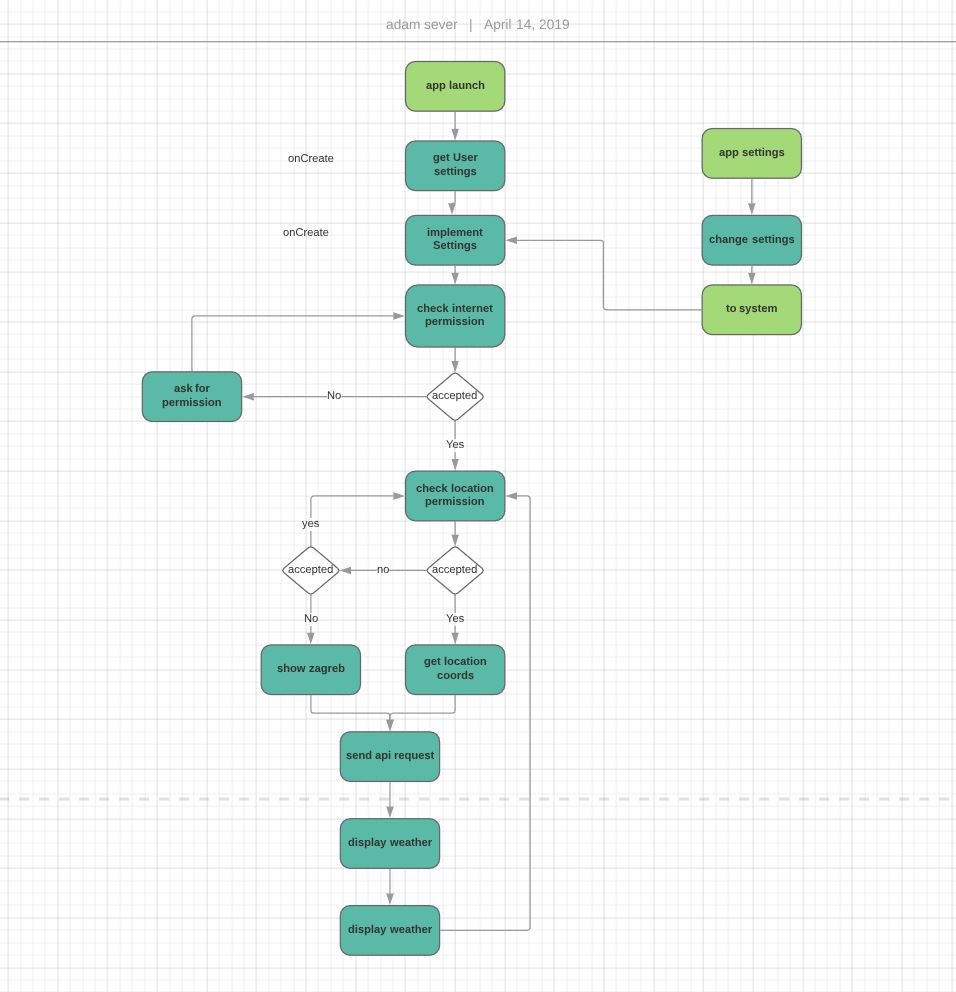 adam sever | April 14, 2019
app launch
onCreate
get User
settings
app settings
onCreate
implement
Settings
change settings
check internet
permission
to system
ask for
permission
No
accepted
Yes
check location
permission
yes
accepted
no
accepted
No
Yes
show zagreb
get location
coords
send api request
display weather
display weather